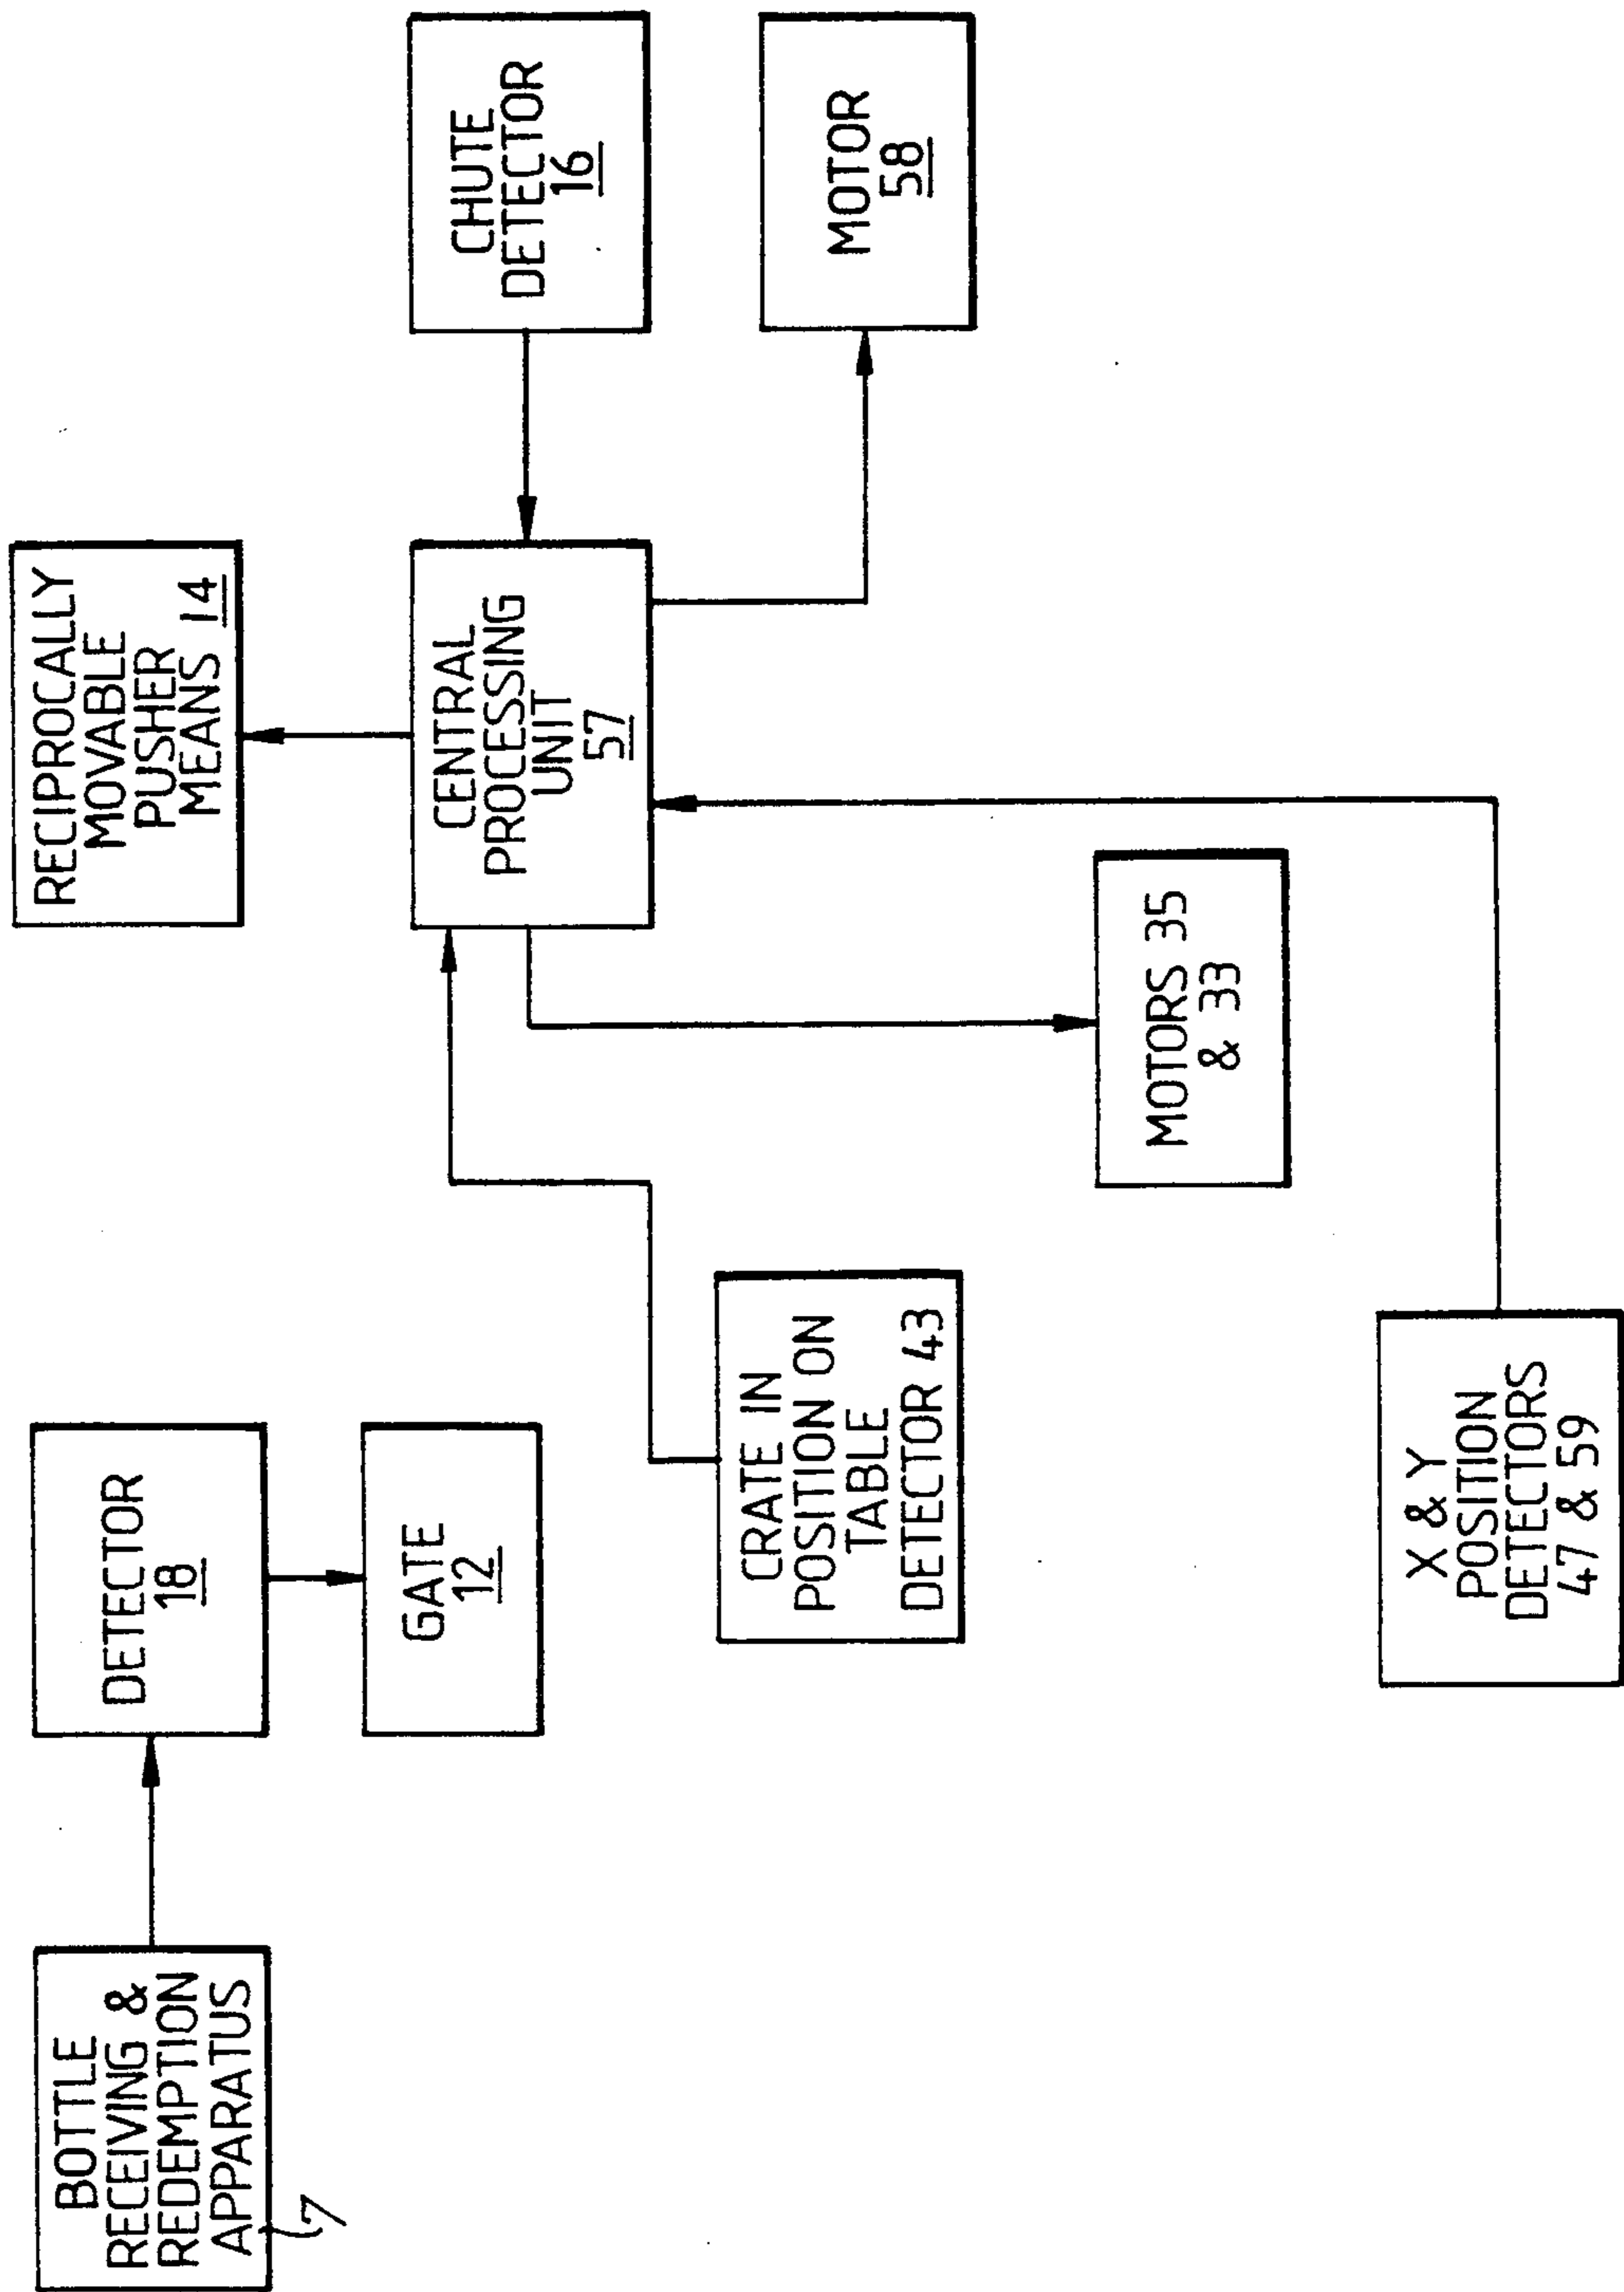 BOTTLE
RECEIVING &
REDEMPTION
APPARATUS
7
DETECTOR
18
GATE
12
RECIPROCALLY
MOVABLE
PUSHER
MEANS 14
CENTRAL
PROCESSING
UNIT
57
CHUTE
DETECTOR
16
MOTOR
58
CRATE IN
POSITION ON
TABLE
DETECTOR 43
MOTORS 35
& 33
X & Y
POSITION
DETECTORS
47 & 59